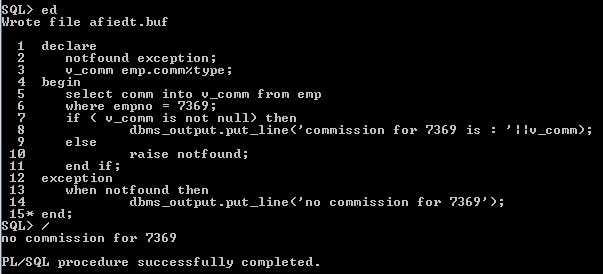 SQL> ed
Wrote file afiedt.buf
1 declare
2 notfound exception;
3 v_comm emp.comm%type;
4 begin
5 select comm into v_comm from emp
6 where empno = 7369;
7 if ( v_comm is not null) then
8 dbms_output.put_line('commission for 7369 is : '||v_comm);
9 else
10 raise notfound;
11 end if;
12 exception
13 when notfound then
14 dbms_output.put_line('no commission for 7369');
15* end;
SQL> /
no commission for 7369
PL/SQL procedure successfully completed.